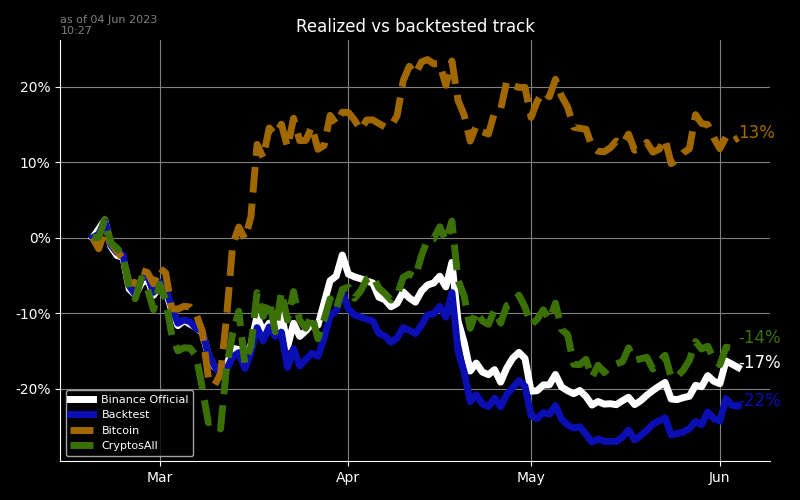 as of 04 Jun 2023
10:27
Realized vs backtested track
20%
10%
0%
-10%
-20%
13%
-14%
-17%
-22%
Binance Official
Backtest
Bitcoin
CryptosAll
Mar
Apr
May
Jun